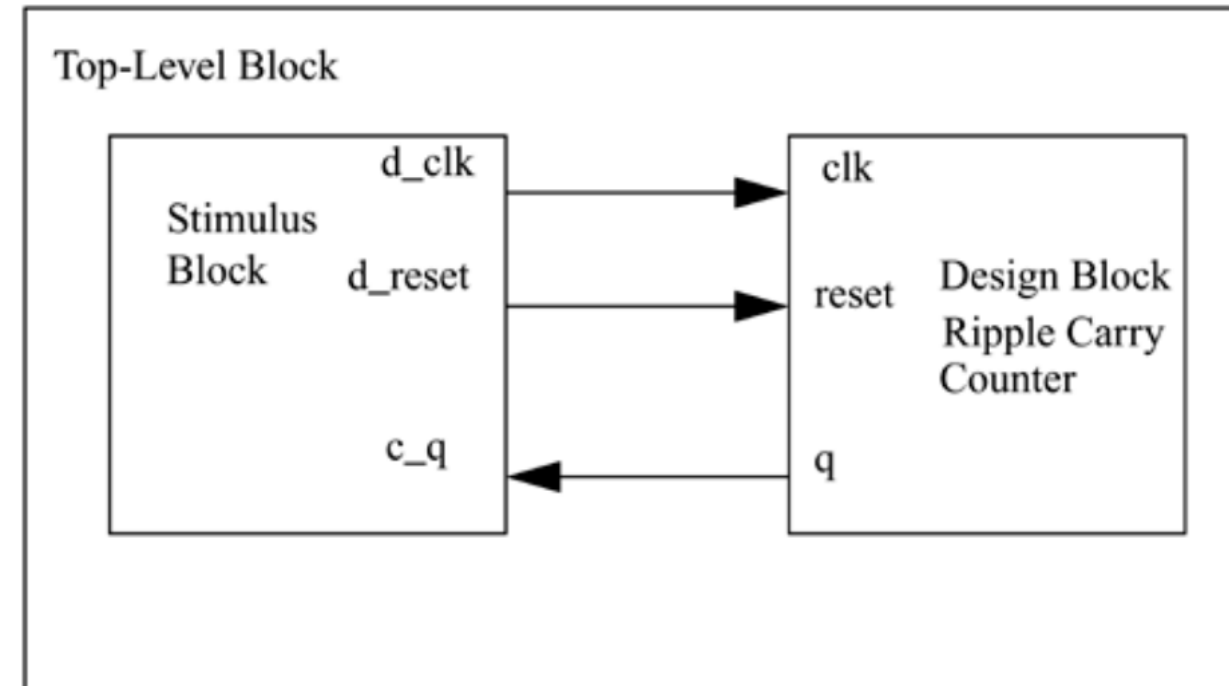 Top-Level Block
d_clk
Stimulus
Block
d_reset
c_q
clk
reset
Design Block
Ripple Carry
Counter
q